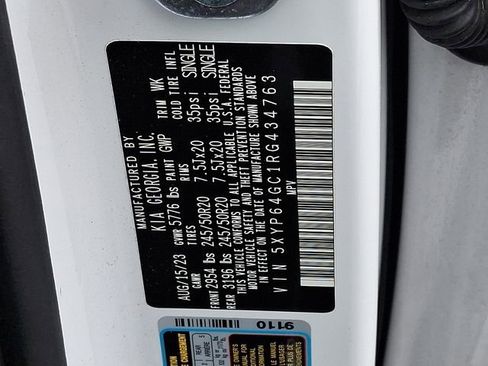 MANUFACTURED BY
KIA GEORGIA, INC.
AUG/15/23 GVWR 5776 lbs PAINT GWP TRIM WK
GAWR TIRES RIMS COLD TIRE INFL
FRONT 2954 lbs 245/50R20 7.5Jx20 35psi SINGLE
REAR 3196 lbs 245/50R20 7.5Jx20 35psi SINGLE
THIS VEHICLE CONFORMS TO ALL APPLICABLE U.S.A. FEDERAL
MOTOR VEHICLE SAFETY AND THEFT PREVENTION STANDARDS
IN EFFECT ON THE DATE OF MANUFACTURE SHOWN ABOVE
MPV
VIN 5XYP64GC1RG434763
9110